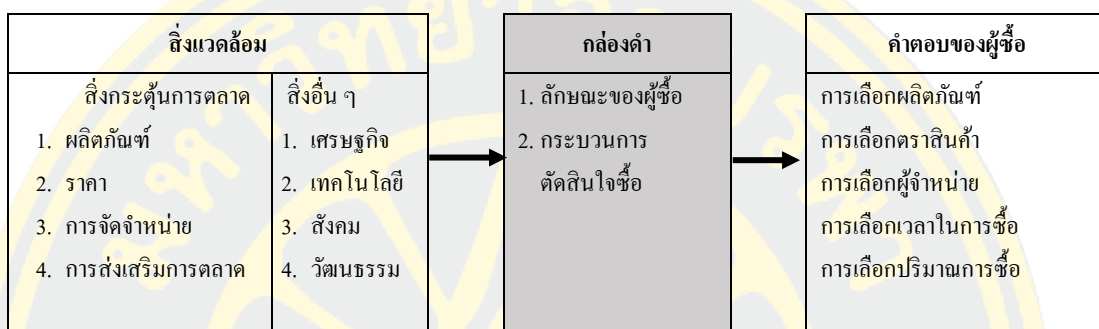 สิ่งแวดล้อม
สิ่งกระตุ้นการตลาด
1. ผลิตภัณฑ์
2. ราคา
3. การจัดจำหน่าย
4. การส่งเสริมการตลาด
สิ่งอื่น ๆ
1. เศรษฐกิจ
2. เทคโนโลยี
3. สังคม
4. วัฒนธรรม
กล่องดำ
1. ลักษณะของผู้ซื้อ
2. กระบวนการ
ตัดสินใจซื้อ
คำตอบของผู้ซื้อ
การเลือกผลิตภัณฑ์
การเลือกตราสินค้า
การเลือกผู้จำหน่าย
การเลือกเวลาในการซื้อ
การเลือกปริมาณการซื้อ